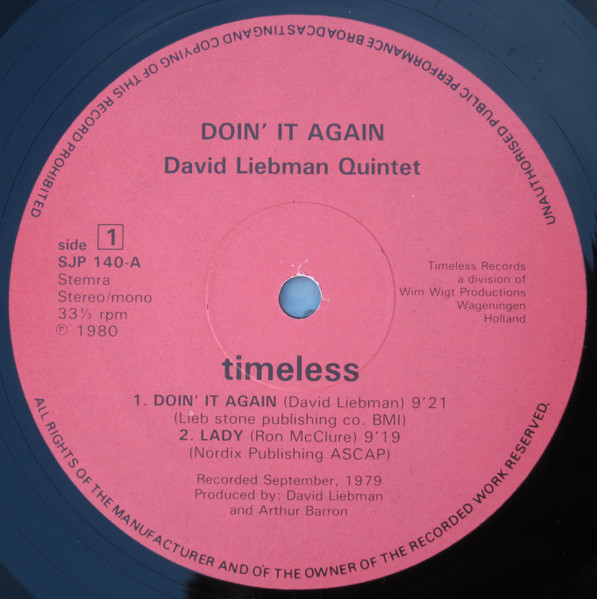 UNAUTHORISED PUBLIC PERFORMANCE BROADCASTINGAND COPYING OF THIS RECORD PROHIBITED.
DOIN' IT AGAIN
David Liebman Quintet
side 1
SJP 140-A
Stemra
Stereo/mono
33⅓ rpm
℗ 1980
Timeless Records
a division of
Wim Wigt Productions
Wageningen
Holland
timeless
1. DOIN' IT AGAIN (David Liebman) 9'21
(Lieb stone publishing co. BMI)
2. LADY (Ron McClure) 9'19
(Nordix Publishing ASCAP)
Recorded September, 1979
Produced by: David Liebman
and Arthur Barron
ALL RIGHTS OF THE MANUFACTURER AND OF THE OWNER OF THE RECORDED WORK RESERVED.